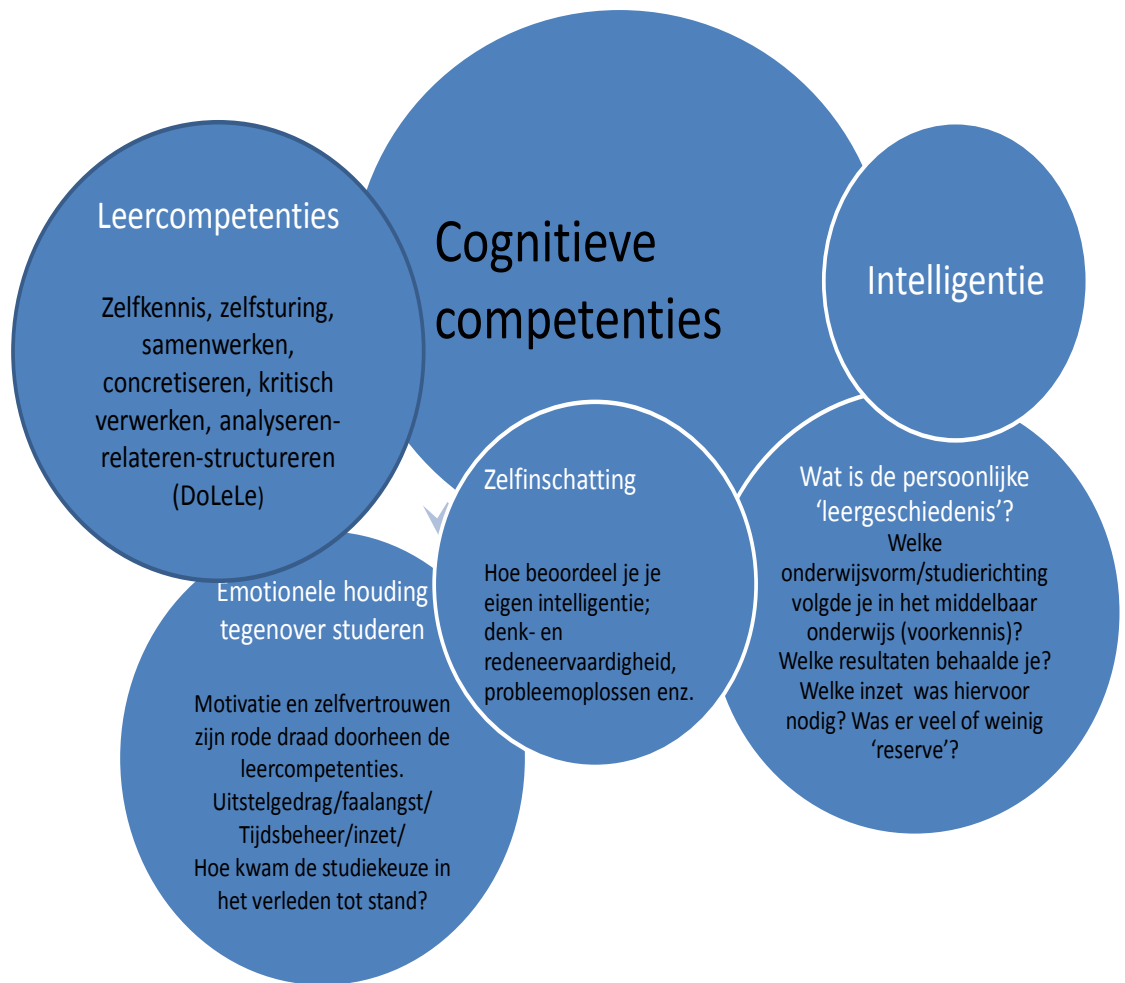 Cognitieve
competenties
Leercompetenties
Zelfkennis, zelfsturing,
samenwerken,
concretiseren, kritisch
verwerken, analyseren-
relateren-structureren
(DoLeLe)
Intelligentie
Zelfinschatting
Hoe beoordeel je je
eigen intelligentie;
denk- en
redeneervaardigheid,
probleemoplossen enz.
Wat is de persoonlijke
‘leergeschiedenis’?
Welke
onderwijsvorm/studierichting
volgde je in het middelbaar
onderwijs (voorkennis)?
Welke resultaten behaalde je?
Welke inzet was hiervoor
nodig? Was er veel of weinig
‘reserve’?
Emotionele houding
tegenover studeren
Motivatie en zelfvertrouwen
zijn rode draad doorheen de
leercompetenties.
Uitstelgedrag/faalangst/
Tijdsbeheer/inzet/
Hoe kwam de studiekeuze in
het verleden tot stand?